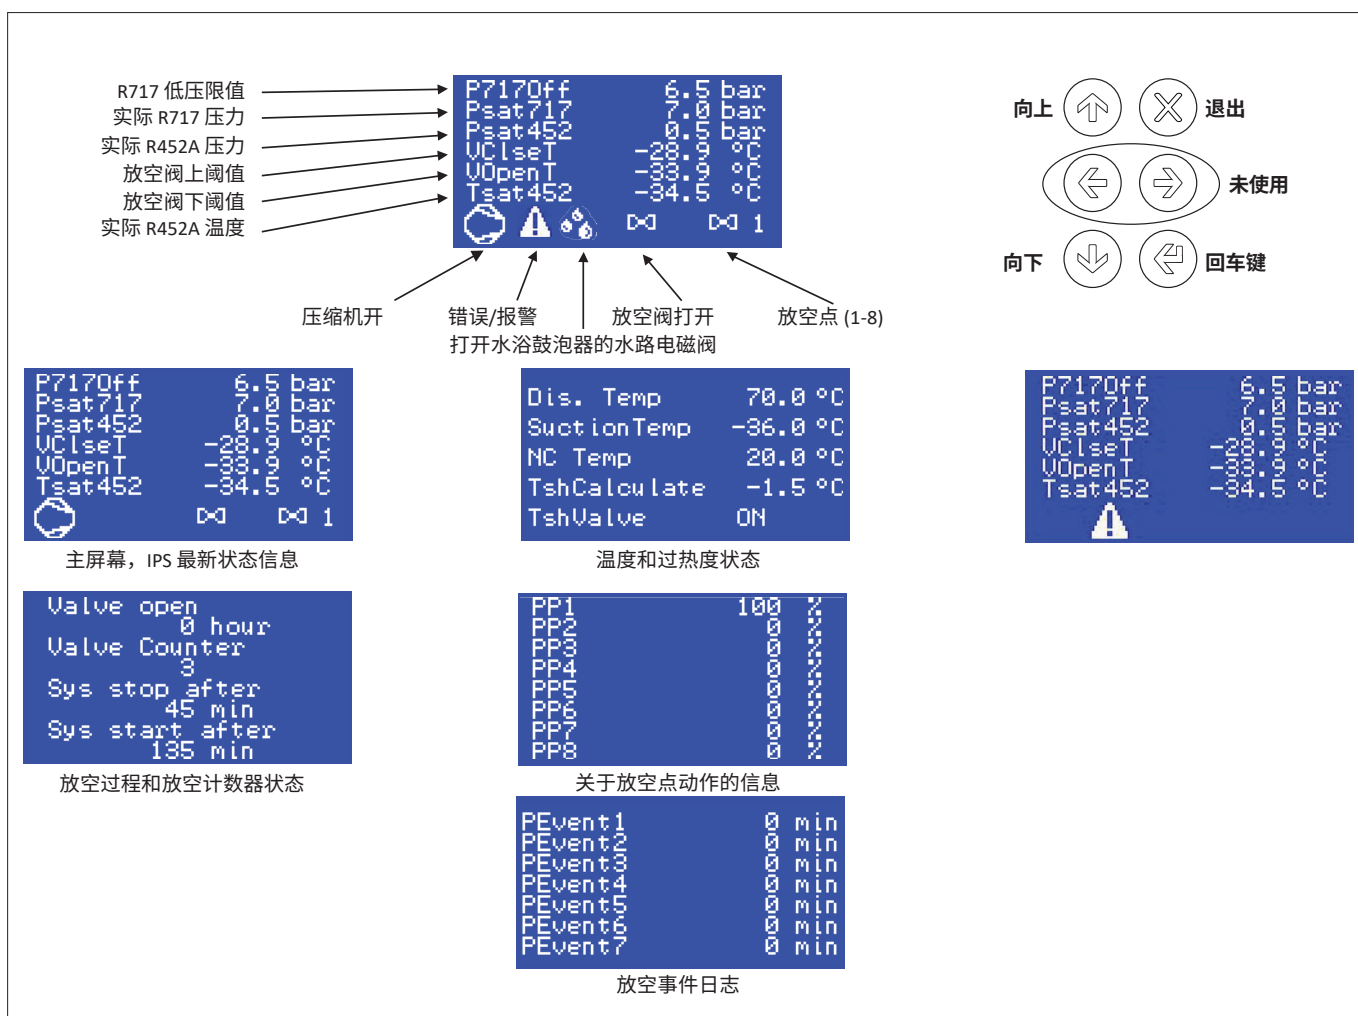 R717 低压限值
实际 R717 压力
实际 R452A 压力
放空阀上阈值
放空阀下阈值
实际 R452A 温度
P717Off 6.5 bar
Psat717 7.0 bar
Psat452 0.5 bar
VClseT -28.9 °C
VOpenT -33.9 °C
Tsat452 -34.5 °C
1
压缩机开
错误/报警
放空阀打开
放空点 (1-8)
打开水浴鼓泡器的水路电磁阀
向上
退出
未使用
向下
回车键
P717Off 6.5 bar
Psat717 7.0 bar
Psat452 0.5 bar
VClseT -28.9 °C
VOpenT -33.9 °C
Tsat452 -34.5 °C
1
主屏幕，IPS 最新状态信息
Dis. Temp 70.0 °C
SuctionTemp -36.0 °C
NC Temp 20.0 °C
TshCalculate -1.5 °C
TshValve ON
温度和过热度状态
P717Off 6.5 bar
Psat717 7.0 bar
Psat452 0.5 bar
VClseT -28.9 °C
VOpenT -33.9 °C
Tsat452 -34.5 °C
Valve open
0 hour
Valve Counter
3
Sys stop after
45 min
Sys start after
135 min
放空过程和放空计数器状态
PP1 100 %
PP2 0 %
PP3 0 %
PP4 0 %
PP5 0 %
PP6 0 %
PP7 0 %
PP8 0 %
关于放空点动作的信息
PEvent1 0 min
PEvent2 0 min
PEvent3 0 min
PEvent4 0 min
PEvent5 0 min
PEvent6 0 min
PEvent7 0 min
放空事件日志